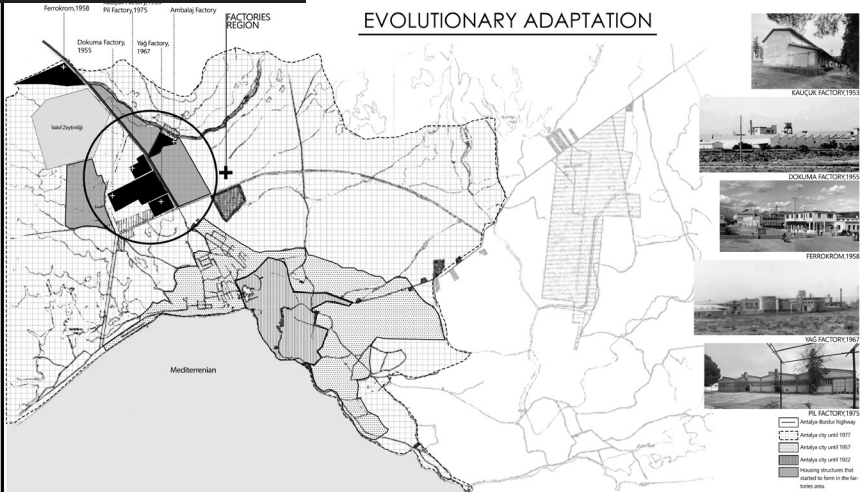 EVOLUTIONARY ADAPTATION
Ferrokrom,1958
Pil Factory,1975
Ambalaj Factory
FACTORIES
REGION
Dokuma Factory,
1955
Yağ Factory,
1967
Vakıf Zeytinliği
Mediterrenian
KAUÇUK FACTORY,1953
DOKUMA FACTORY,1955
FERROKROM,1958
YAĞ FACTORY,1967
PİL FACTORY,1975
Antalya-Burdur highway
Antalya city until 1977
Antalya city until 1957
Antalya city until 1922
Housing structures that
started to form in the fac-
tories area